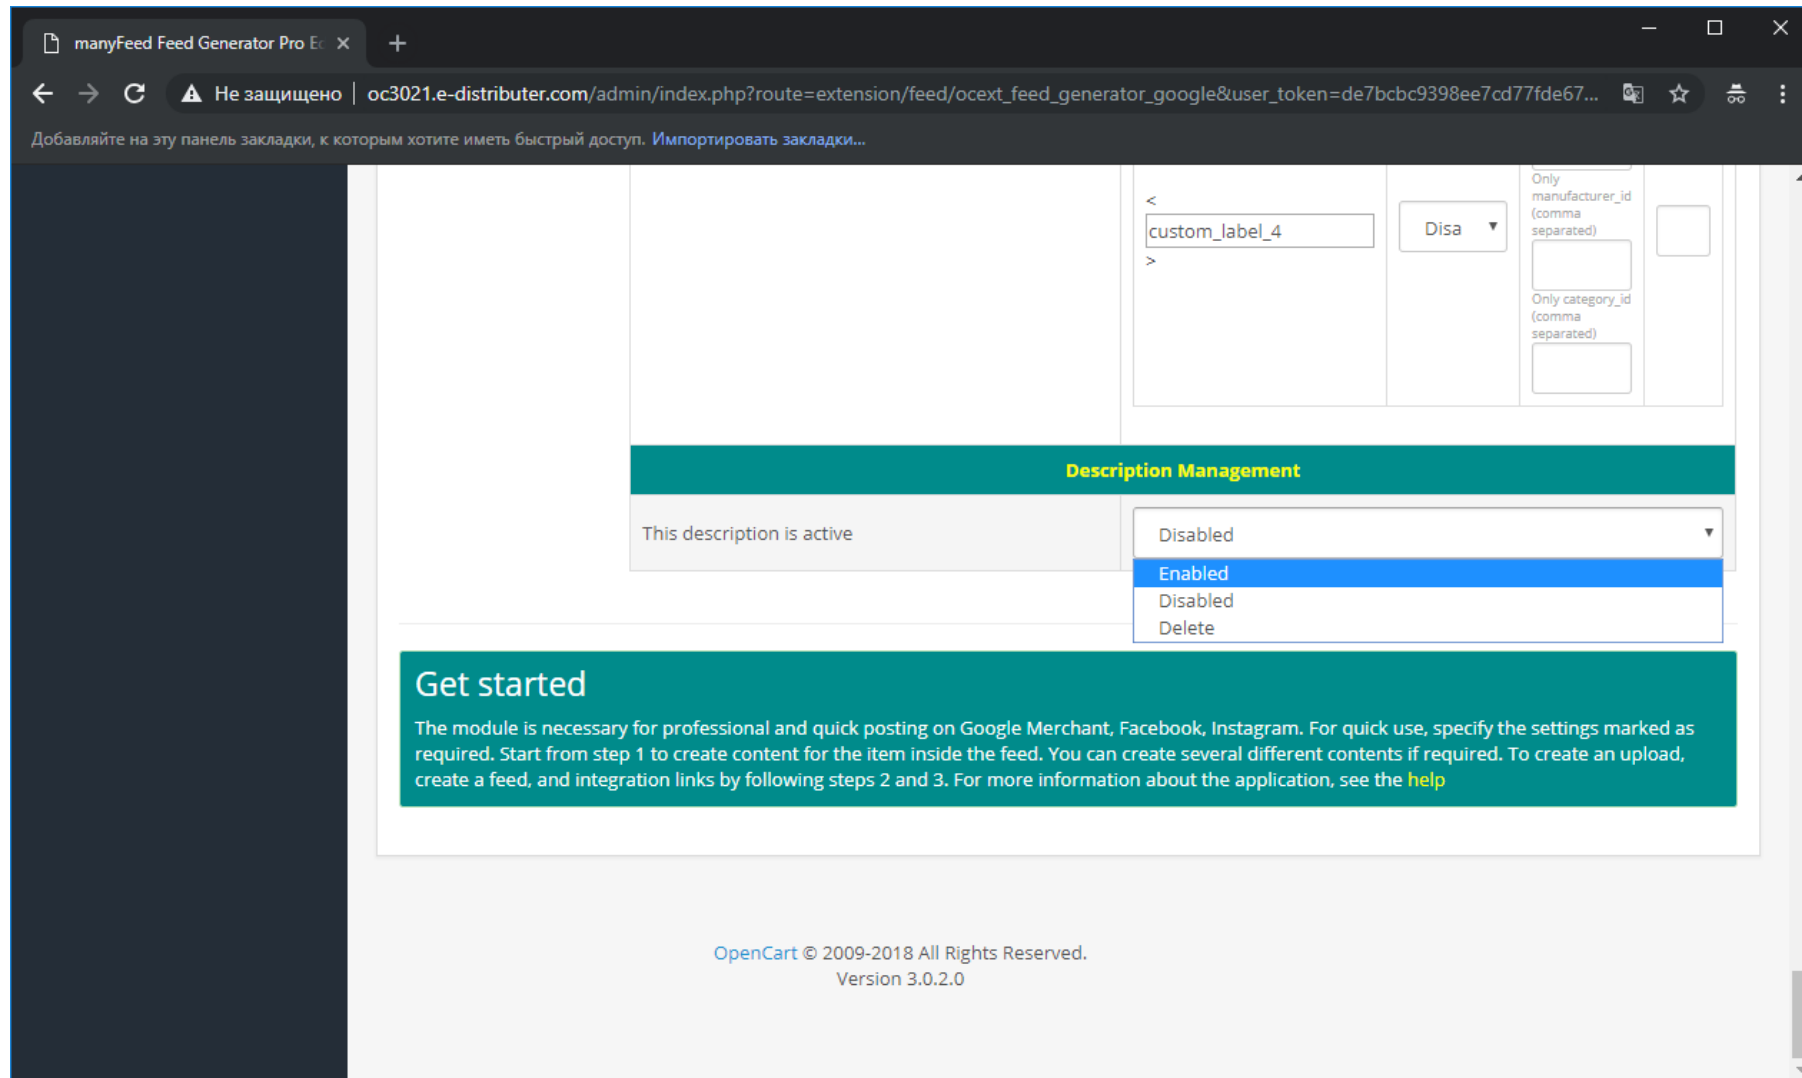 manyFeed Feed Generator Pro Ec
Не защищено | oc3021.e-distributer.com/admin/index.php?route=extension/feed/ocext_feed_generator_google&user_token=de7bcbc9398ee7cd77fde67...
Добавляйте на эту панель закладки, к которым хотите иметь быстрый доступ. Импортировать закладки...
Only
manufacturer_id
(comma
separated)
<
custom_label_4
>
Disa
Only category_id
(comma
separated)
Description Management
This description is active
Disabled
Enabled
Disabled
Delete
Get started
The module is necessary for professional and quick posting on Google Merchant, Facebook, Instagram. For quick use, specify the settings marked as
required. Start from step 1 to create content for the item inside the feed. You can create several different contents if required. To create an upload,
create a feed, and integration links by following steps 2 and 3. For more information about the application, see the help
OpenCart © 2009-2018 All Rights Reserved.
Version 3.0.2.0